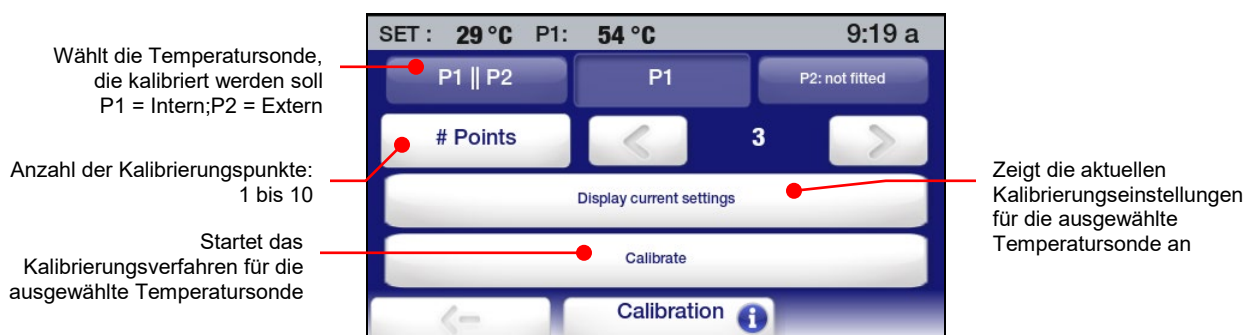 SET : 29 °C P1: 54 °C 9:19 a
Wählt die Temperatursonde,
die kalibriert werden soll
P1 = Intern;P2 = Extern
P1 || P2
P1
P2: not fitted
# Points
3
Anzahl der Kalibrierungspunkte:
1 bis 10
Display current settings
Zeigt die aktuellen
Kalibrierungseinstellungen
für die ausgewählte
Temperatursonde an
Startet das
Kalibrierungsverfahren für die
ausgewählte Temperatursonde
Calibrate
Calibration